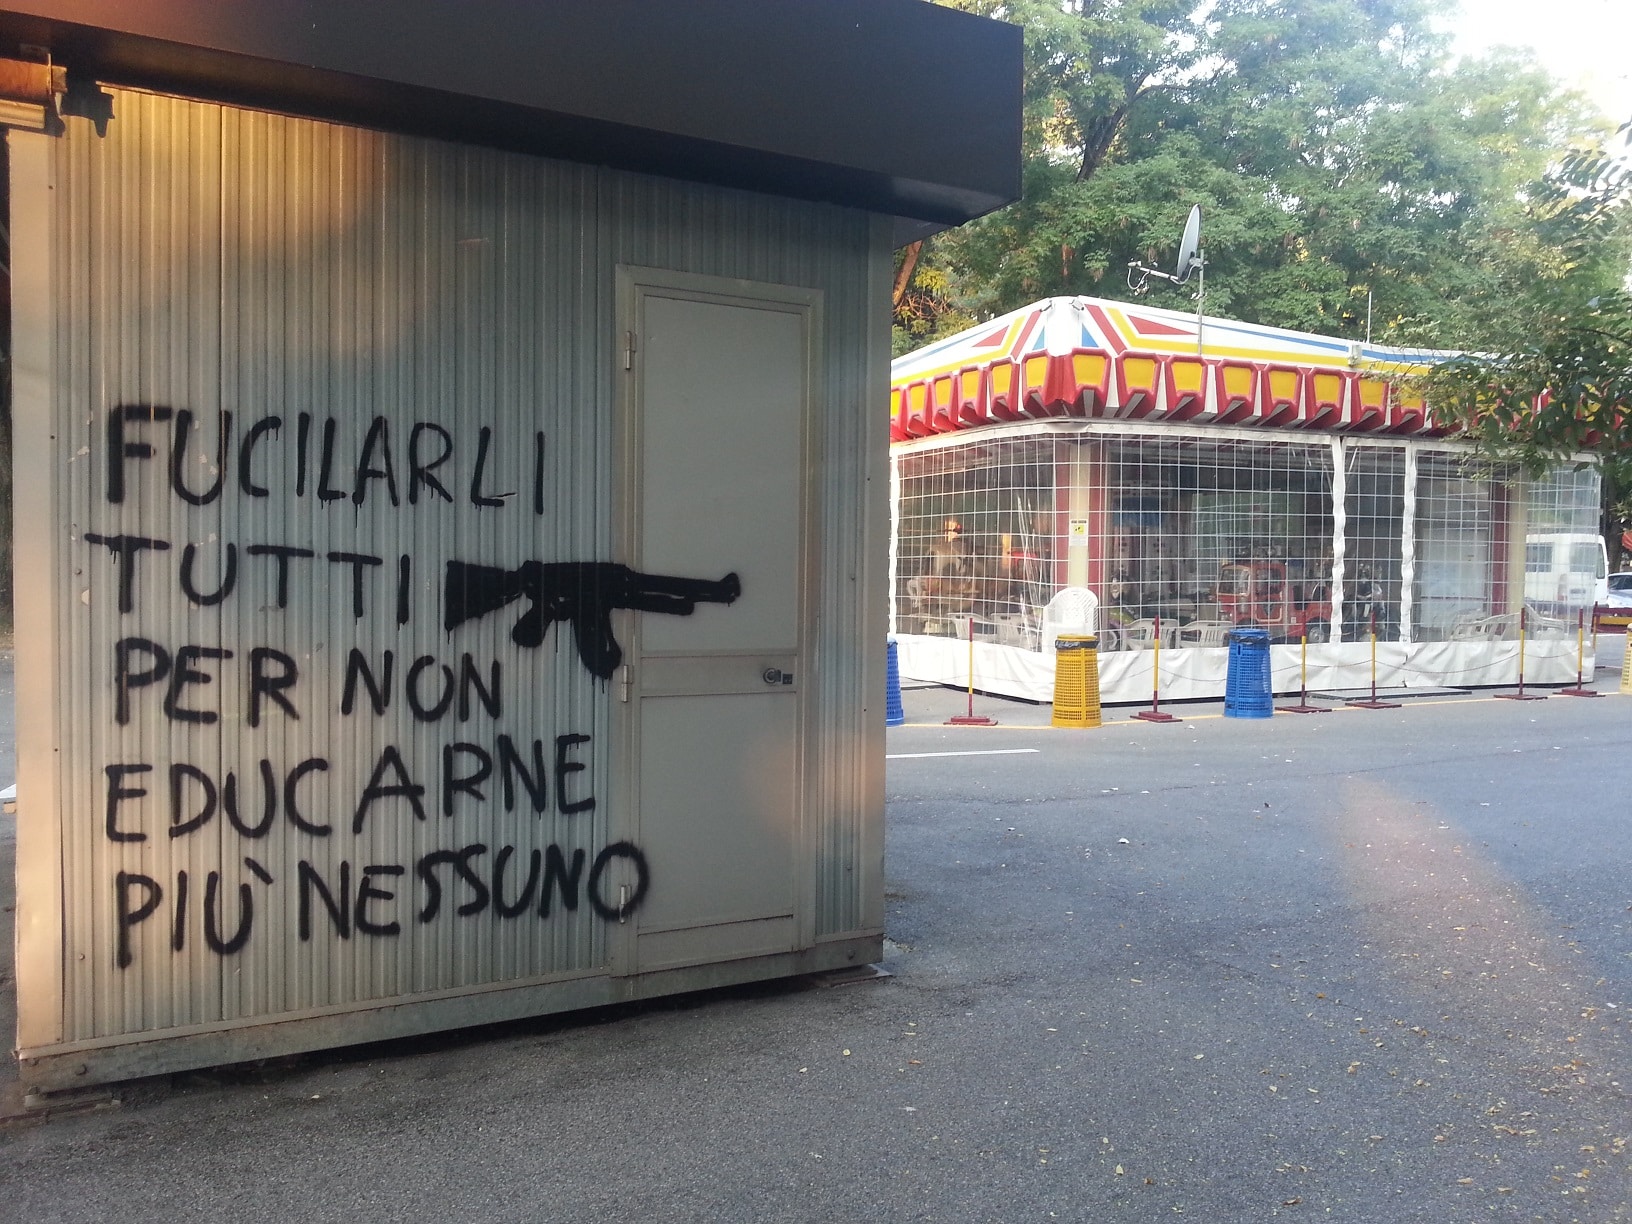 FUCILARLI
TUTTI
PER NON
EDUCARNE
PIÙ NESSUNO